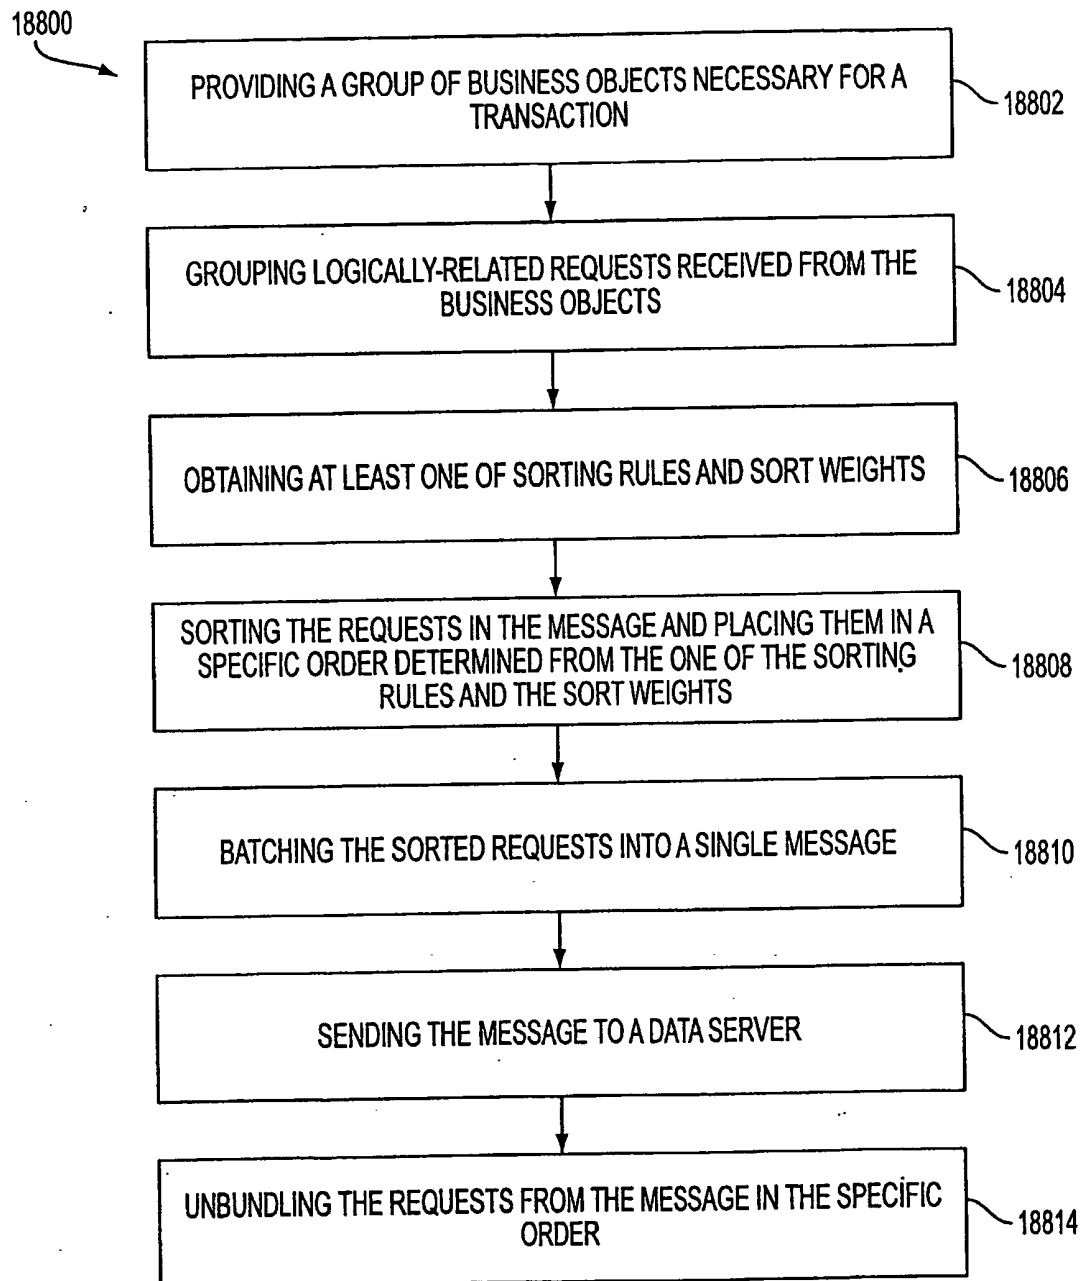 18800
PROVIDING A GROUP OF BUSINESS OBJECTS NECESSARY FOR A
TRANSACTION
18802
GROUPING LOGICALLY-RELATED REQUESTS RECEIVED FROM THE
BUSINESS OBJECTS
18804
OBTAINING AT LEAST ONE OF SORTING RULES AND SORT WEIGHTS
18806
SORTING THE REQUESTS IN THE MESSAGE AND PLACING THEM IN A
SPECIFIC ORDER DETERMINED FROM THE ONE OF THE SORTING
RULES AND THE SORT WEIGHTS
18808
BATCHING THE SORTED REQUESTS INTO A SINGLE MESSAGE
18810
SENDING THE MESSAGE TO A DATA SERVER
18812
UNBUNDLING THE REQUESTS FROM THE MESSAGE IN THE SPECIFIC
ORDER
18814